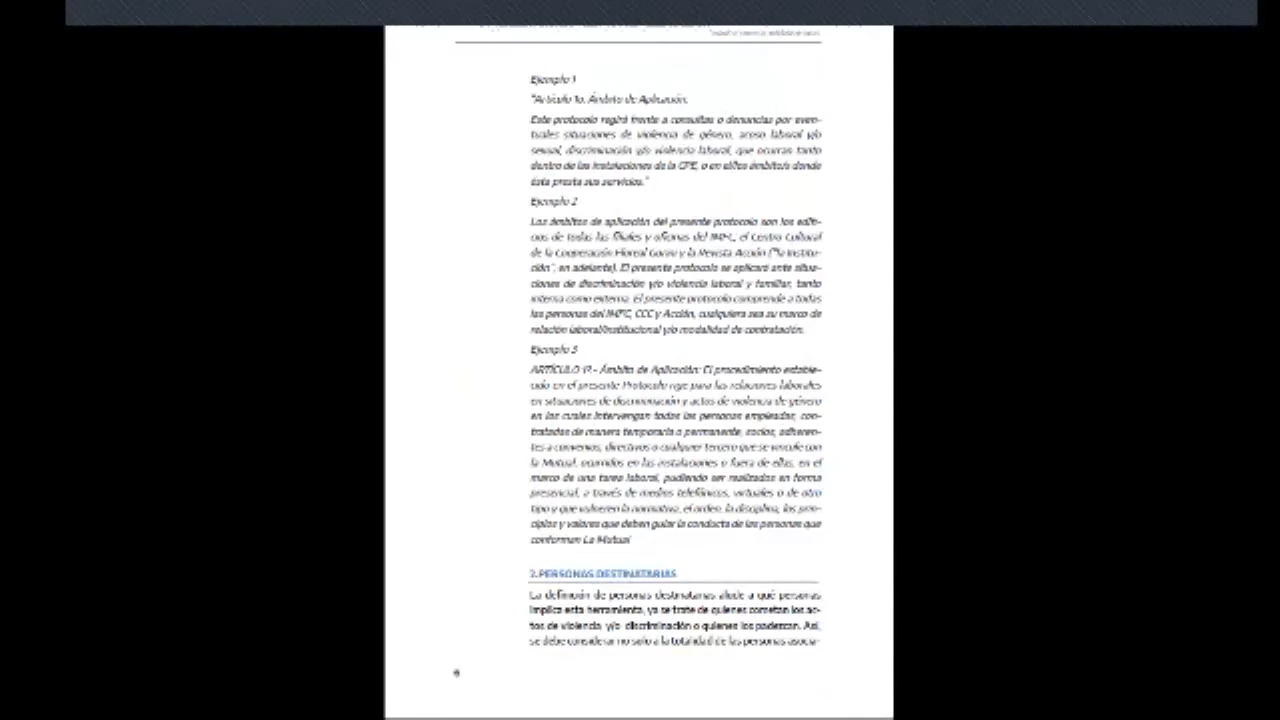 Ejemplo 1
"Artículo 1o. Ámbito de Aplicación.
Este protocolo regirá frente a consultas o denuncias por even-
tuales situaciones de violencia de género, acoso laboral y/o
sexual, discriminación y/o violencia laboral, que ocurran tanto
dentro de las instalaciones de la CPE, o en el/los ámbito/s donde
ésta presta sus servicios."
Ejemplo 2
Los ámbitos de aplicación del presente protocolo son los edifi-
cios de todas las filiales y oficinas del IMFC, el Centro Cultural
de la Cooperación Floreal Gorini y la Revista Acción ("la Institu-
ción", en adelante). El presente protocolo se aplicará ante situa-
ciones de discriminación y/o violencia laboral y familiar, tanto
interna como externa. El presente protocolo comprende a todas
las personas del IMFC, CCC y Acción, cualquiera sea su marco de
relación laboral/institucional y/o modalidad de contratación.
Ejemplo 3
ARTÍCULO 1º - Ámbito de Aplicación: El procedimiento estable-
cido en el presente Protocolo rige para las relaciones laborales
en situaciones de discriminación y actos de violencia de género
en las cuales intervengan todas las personas empleadas, con-
tratadas de manera temporaria o permanente, socios, adheren-
tes a convenios, directivos o cualquier tercero que se vincule con
la Mutual, ocurridos en las instalaciones o fuera de ellas, en el
marco de una tarea laboral, pudiendo ser realizados en forma
presencial, a través de medios telefónicos, virtuales o de otro
tipo y que vulneren la normativa, el orden, la disciplina, los prin-
cipios y valores que deben guiar la conducta de las personas que
conforman La Mutual
2. PERSONAS DESTINATARIAS
La definición de personas destinatarias alude a qué personas
implica esta herramienta, ya se trate de quienes cometan los ac-
tos de violencia y/o discriminación o quienes los padezcan. Así,
se debe considerar no solo a la totalidad de las personas asocia-